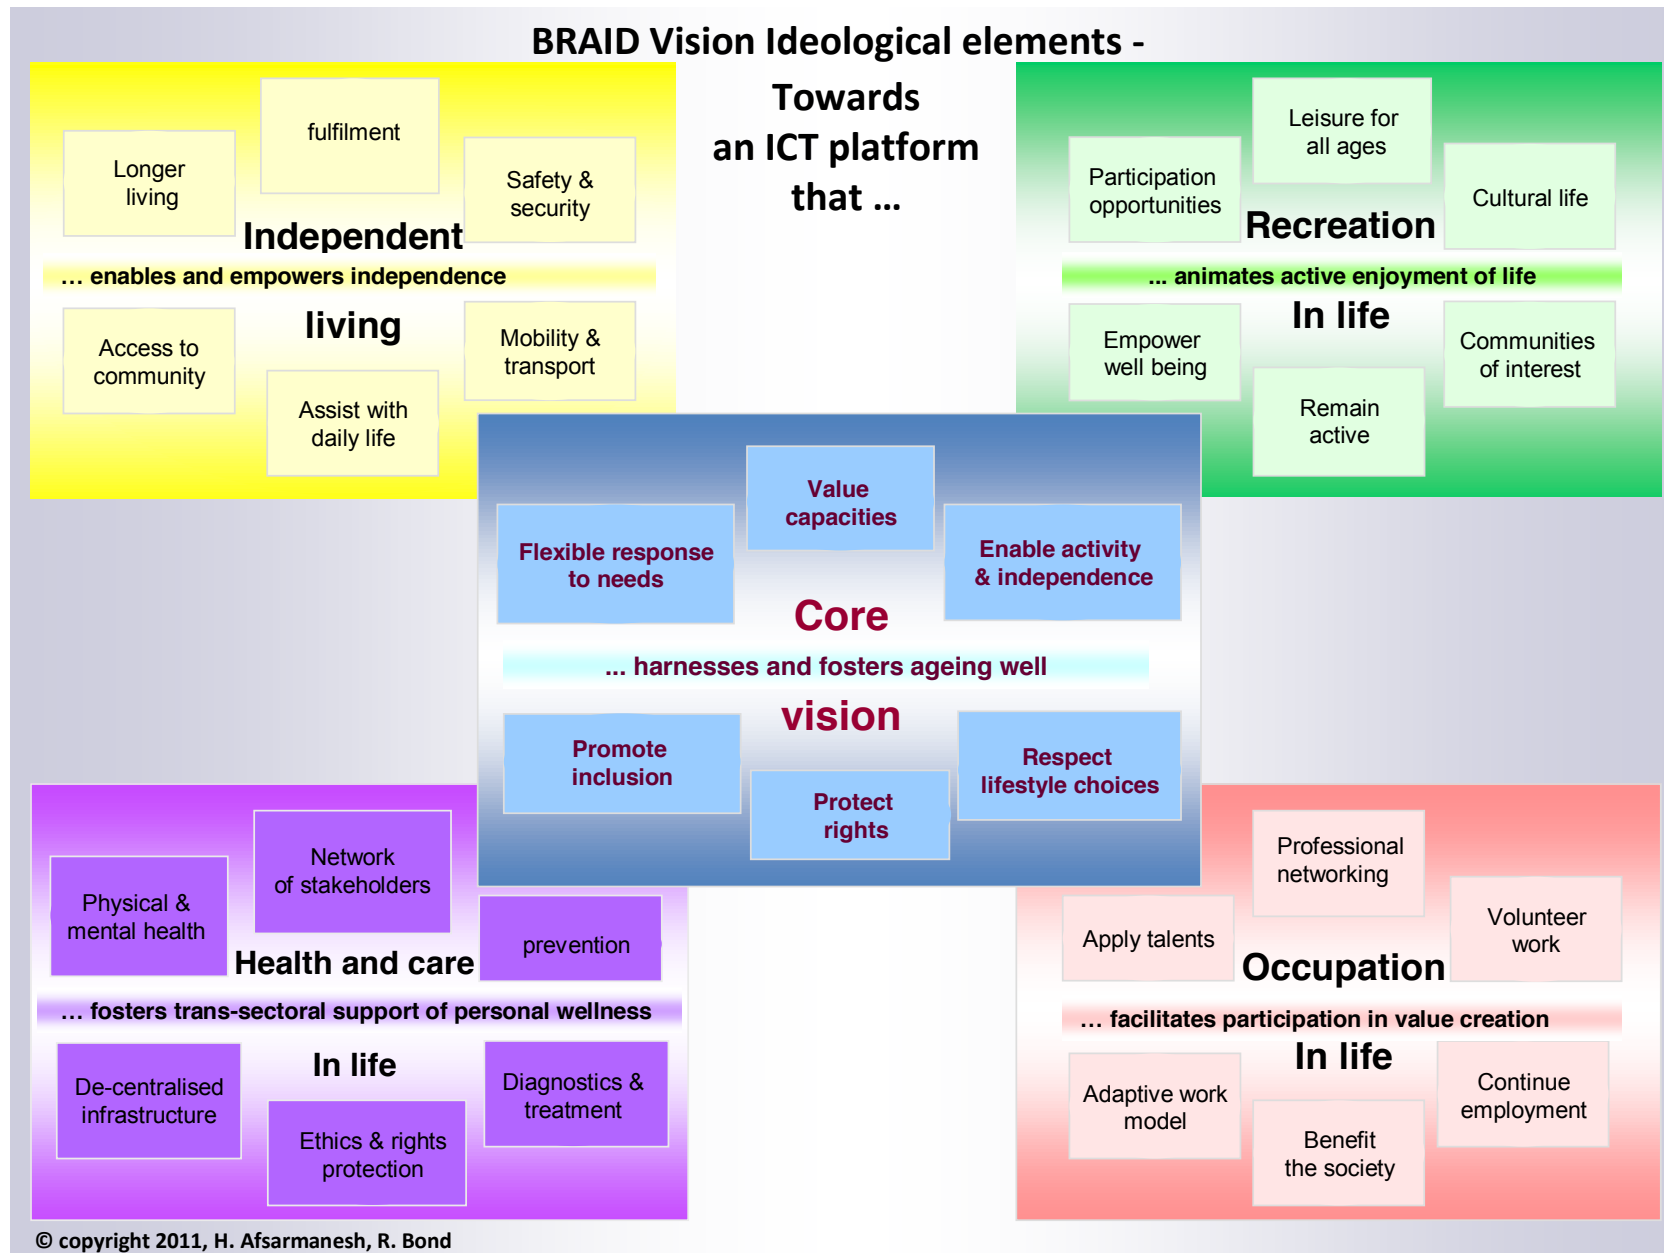 BRAID Vision Ideological elements -
Towards
an ICT platform
that ...
fulfilment
Longer
living
Safety &
security
Independent
... enables and empowers independence
living
Access to
community
Mobility &
transport
Assist with
daily life
Leisure for
all ages
Participation
opportunities
Cultural life
Recreation
... animates active enjoyment of life
In life
Empower
well being
Communities
of interest
Remain
active
Value
capacities
Flexible response
to needs
Enable activity
& independence
Core
... harnesses and fosters ageing well
vision
Promote
inclusion
Respect
lifestyle choices
Protect
rights
Network
of stakeholders
Physical &
mental health
prevention
Health and care
... fosters trans-sectoral support of personal wellness
In life
De-centralised
infrastructure
Diagnostics &
treatment
Ethics & rights
protection
Professional
networking
Apply talents
Volunteer
work
Occupation
... facilitates participation in value creation
In life
Adaptive work
model
Continue
employment
Benefit
the society
© copyright 2011, H. Afsarmanesh, R. Bond